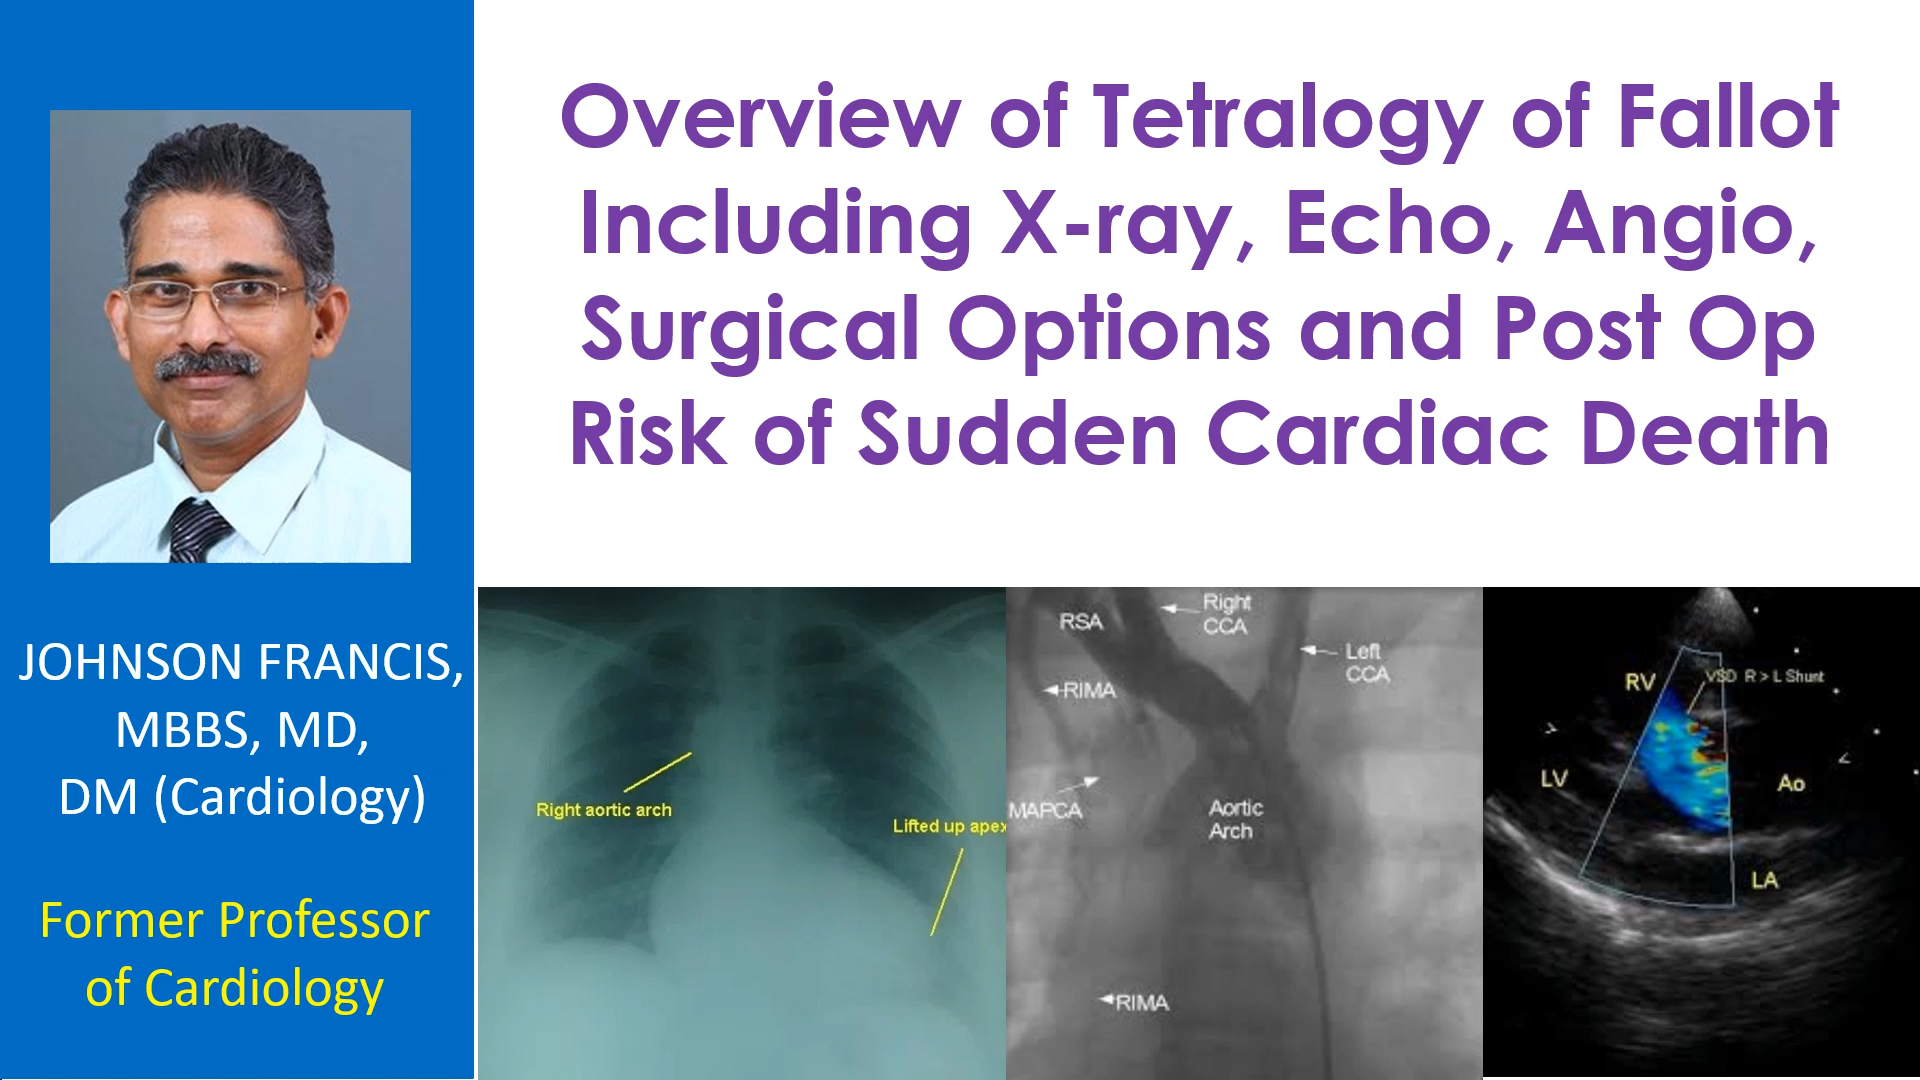 Overview of Tetralogy of Fallot
Including X-ray, Echo, Angio,
Surgical Options and Post Op
Risk of Sudden Cardiac Death
JOHNSON FRANCIS,
MBBS, MD,
DM (Cardiology)
Former Professor
of Cardiology
Right aortic arch
Lifted up apex
RSA
Right
CCA
Left
CCA
RIMA
MAPCA
Aortic
Arch
RIMA
RV
VSD R > L Shunt
LV
Ao
LA